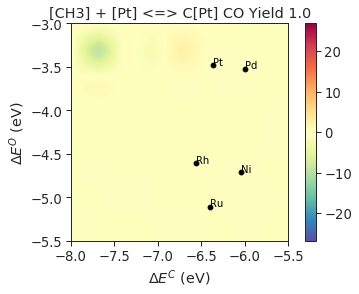 [CH3] + [Pt] <=> C[Pt] CO Yield 1.0
−3.0
−3.5
−4.0
−4.5
−5.0
−5.5
ΔE^O (eV)
Pt
Pd
Rh
Ni
Ru
−8.0 −7.5 −7.0 −6.5 −6.0 −5.5
ΔE^C (eV)
20
10
0
−10
−20